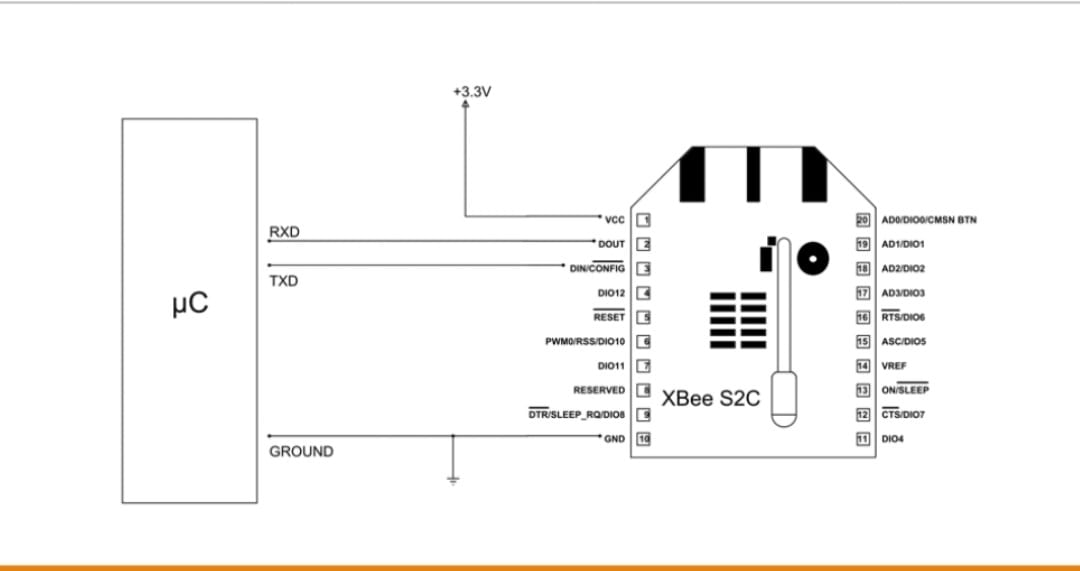 +3.3V
RXD
TXD
µC
GROUND
VCC
DOUT
DIN/CONFIG
DIO12
RESET
PWM0/RSS/DIO10
DIO11
RESERVED
DTR/SLEEP_RQ/DIO8
GND
1
2
3
4
5
6
7
8
9
10
XBee S2C
20 AD0/DIO0/CMSN BTN
19 AD1/DIO1
18 AD2/DIO2
17 AD3/DIO3
16 RTS/DIO6
15 ASC/DIO5
14 VREF
13 ON/SLEEP
12 CTS/DIO7
11 DIO4